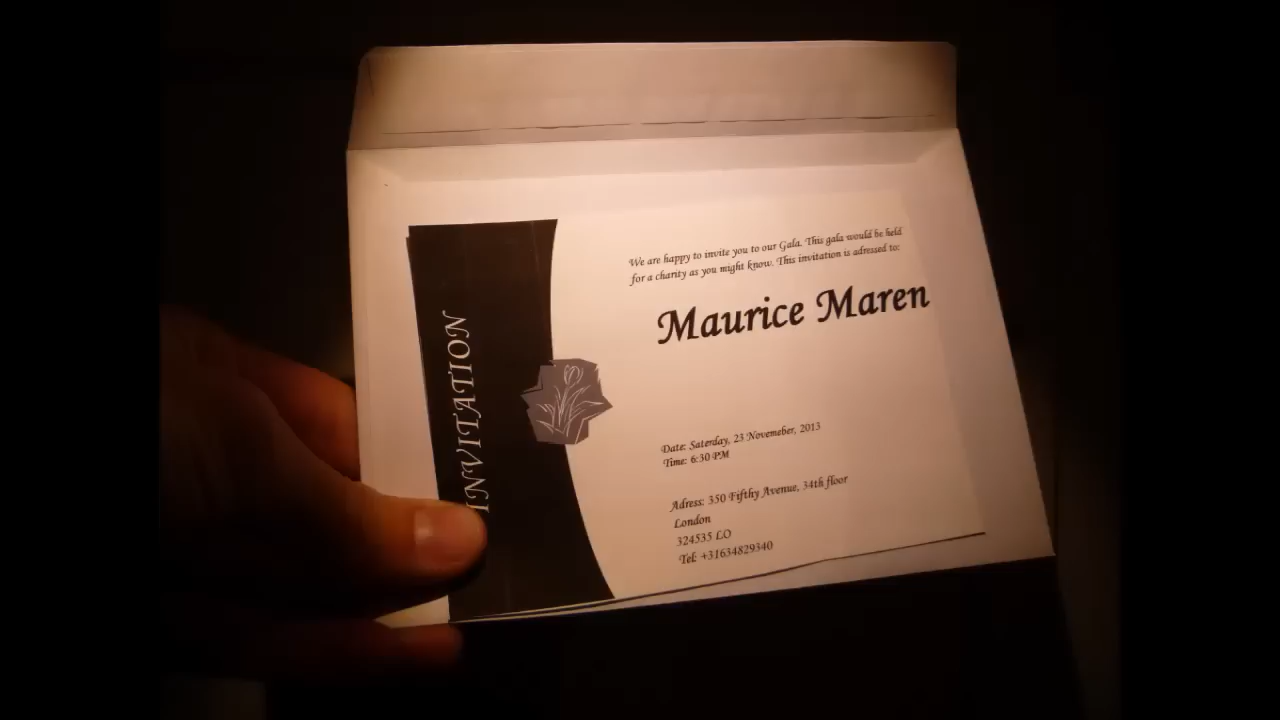 INVITATION
We are happy to invite you to our Gala. This gala would be held
for a charity as you might know. This invitation is adressed to:
Maurice Maren
Date: Saterday, 23 Novemeber, 2013
Time: 6:30 PM
Adress: 350 Fifthy Avenue, 34th floor
London
324535 LO
Tel: +31634829340